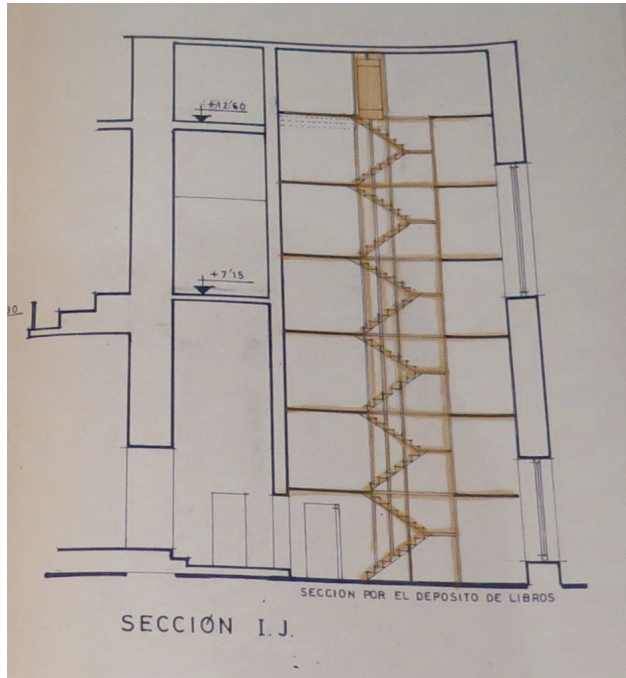 +12'60
+7'15
SECCION POR EL DEPOSITO DE LIBROS
SECCIÓN I.J.